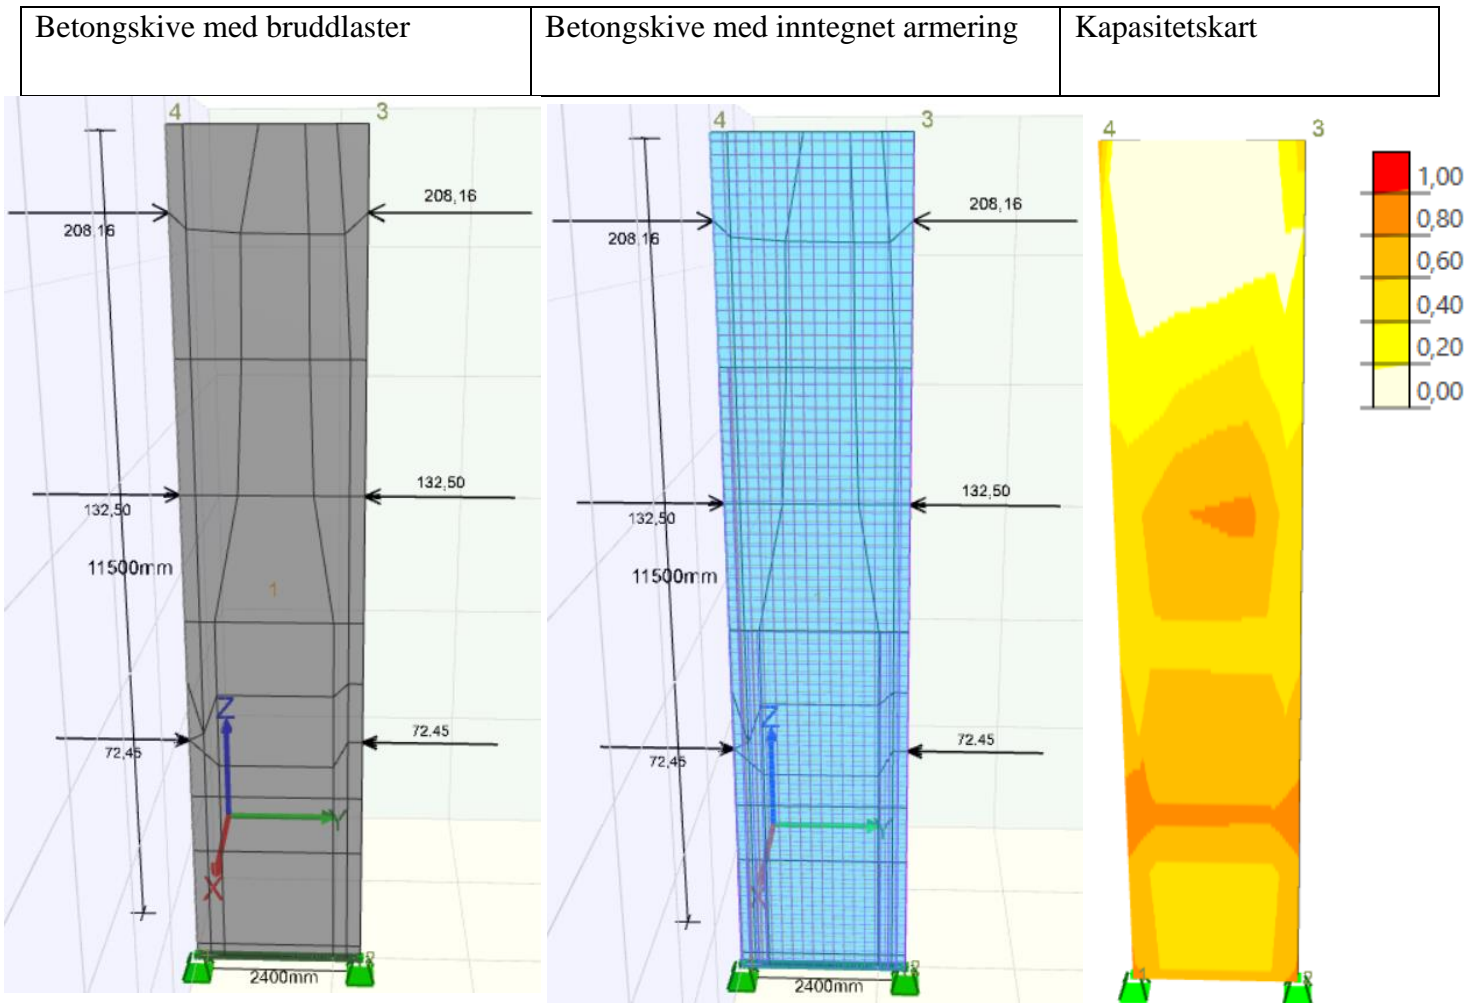 Betongskive med bruddlaster
Betongskive med inntegnet armering
Kapasitetskart
4
3
208,16
208,16
132,50
132,50
11500mm
1
Z
72,45
72,45
Y
X
2400mm
4
3
208,16
208,16
132,50
132,50
11500mm
Z
72,45
72,45
Y
X
2400mm
4
3
1,00
0,80
0,60
0,40
0,20
0,00
1